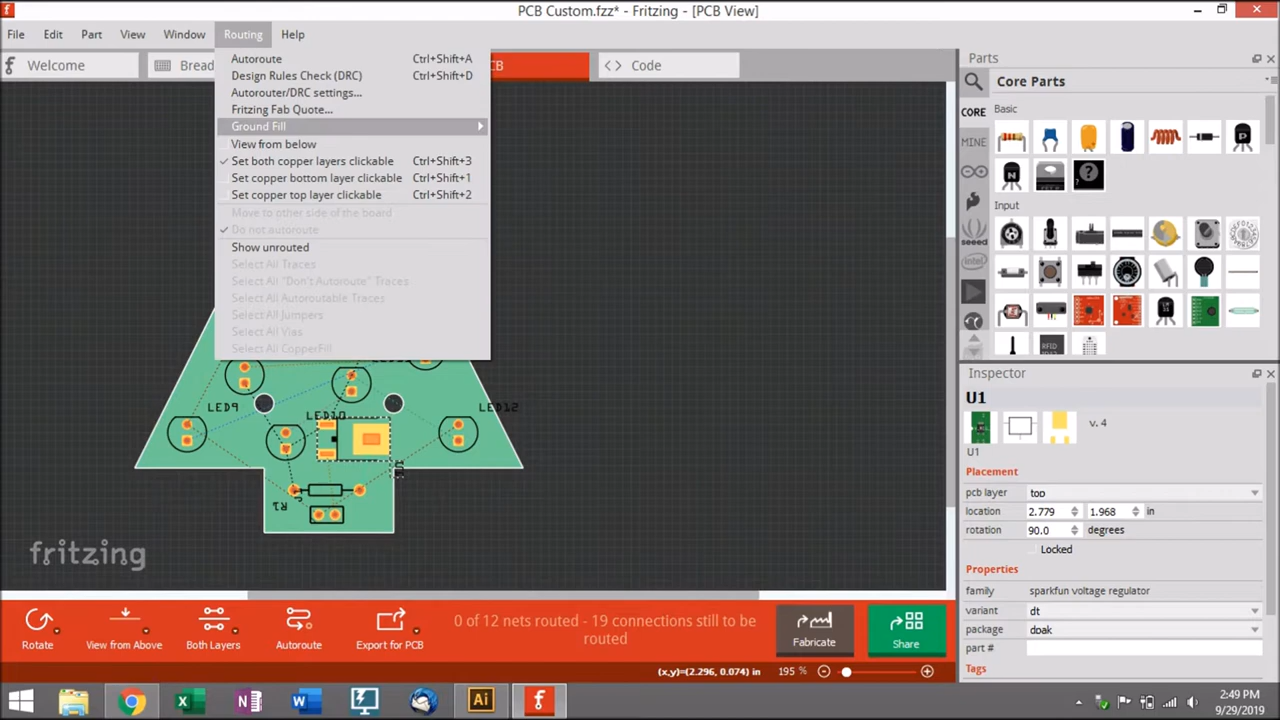 PCB Custom.fzz* - Fritzing - [PCB View]
File Edit Part View Window Routing Help
Welcome
Bread
CB
Code
Autoroute Ctrl+Shift+A
Design Rules Check (DRC) Ctrl+Shift+D
Autorouter/DRC settings...
Fritzing Fab Quote...
Ground Fill
View from below
Set both copper layers clickable Ctrl+Shift+3
Set copper bottom layer clickable Ctrl+Shift+1
Set copper top layer clickable Ctrl+Shift+2
Move to other side of the board
Do not autoroute
Show unrouted
Select All Traces
Select All "Don't Autoroute" Traces
Select All Autoroutable Traces
Select All Jumpers
Select All Vias
Select All CopperFill
LED9
LED10
LED12
R1
fritzing
Parts
Core Parts
CORE
MINE
seeed
intel
Basic
P
N
?
Input
RFID
Inspector
U1
v. 4
U1
Placement
pcb layer top
location 2.779 1.968 in
rotation 90.0 degrees
Locked
Properties
family sparkfun voltage regulator
variant dt
package dpak
part #
Tags
Rotate
View from Above
Both Layers
Autoroute
Export for PCB
0 of 12 nets routed - 19 connections still to be
routed
Fabricate
Share
(x,y)=(2.296, 0.074) in 195 %
Ai
2:49 PM
9/29/2019